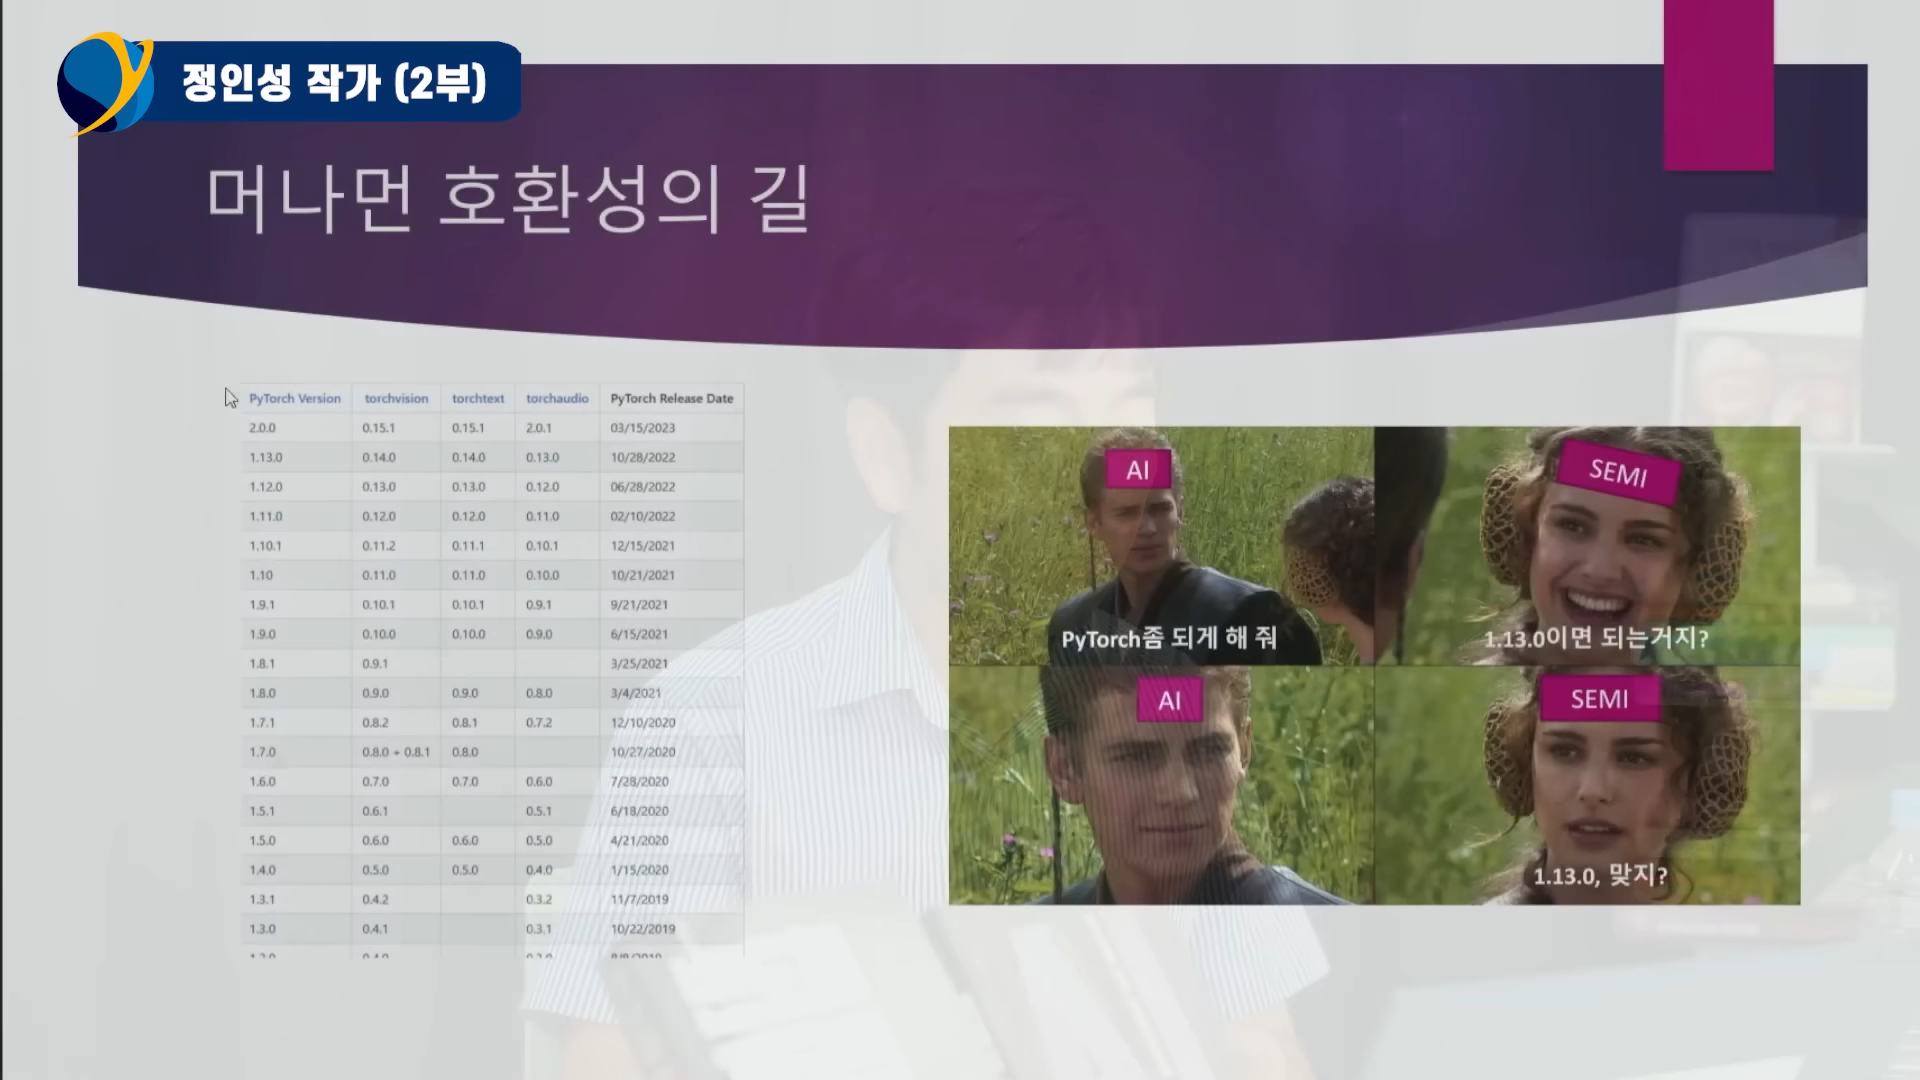 정인성 작가 (2부)
머나먼 호환성의 길
PyTorch Version torchvision torchtext torchaudio PyTorch Release Date
2.0.0 0.15.1 0.15.1 2.0.1 03/15/2023
1.13.0 0.14.0 0.14.0 0.13.0 10/28/2022
1.12.0 0.13.0 0.13.0 0.12.0 06/28/2022
1.11.0 0.12.0 0.12.0 0.11.0 02/10/2022
1.10.1 0.11.2 0.11.1 0.10.1 12/15/2021
1.10 0.11.0 0.11.0 0.10.0 10/21/2021
1.9.1 0.10.1 0.10.1 0.9.1 9/21/2021
1.9.0 0.10.0 0.10.0 0.9.0 6/15/2021
1.8.1 0.9.1 3/25/2021
1.8.0 0.9.0 0.9.0 0.8.0 3/4/2021
1.7.1 0.8.2 0.8.1 0.7.2 12/10/2020
1.7.0 0.8.0 + 0.8.1 0.8.0 10/27/2020
1.6.0 0.7.0 0.7.0 0.6.0 7/28/2020
1.5.1 0.6.1 0.5.1 6/18/2020
1.5.0 0.6.0 0.6.0 0.5.0 4/21/2020
1.4.0 0.5.0 0.5.0 0.4.0 1/15/2020
1.3.1 0.4.2 0.3.2 11/7/2019
1.3.0 0.4.1 0.3.1 10/22/2019
AI
SEMI
PyTorch좀 되게 해 줘
1.13.0이면 되는거지?
AI
SEMI
1.13.0, 맞지?